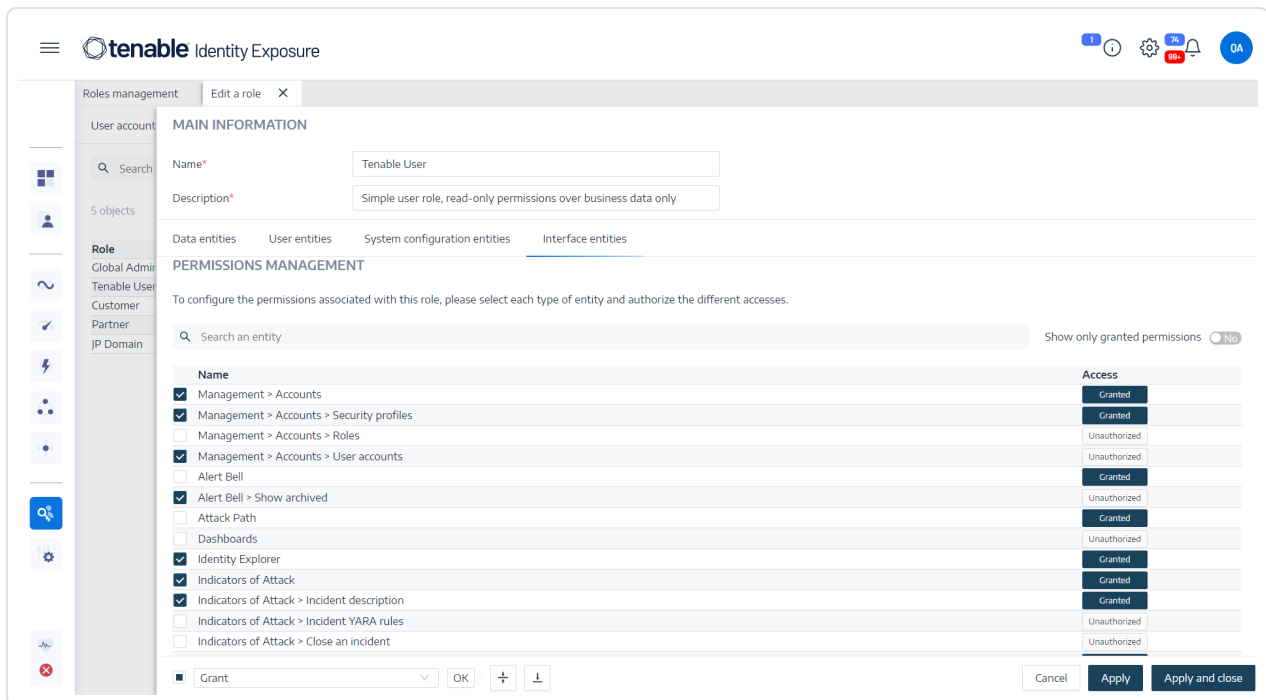 tenable Identity Exposure
1
74
99+
QA
Roles management
Edit a role
User account
MAIN INFORMATION
Search
Name*
Tenable User
Description*
Simple user role, read-only permissions over business data only
5 objects
Data entities
User entities
System configuration entities
Interface entities
Role
Global Admin
Tenable User
Customer
Partner
JP Domain
PERMISSIONS MANAGEMENT
To configure the permissions associated with this role, please select each type of entity and authorize the different accesses.
Search an entity
Show only granted permissions
No
Name Access
Management > Accounts Granted
Management > Accounts > Security profiles Granted
Management > Accounts > Roles Unauthorized
Management > Accounts > User accounts Unauthorized
Alert Bell Granted
Alert Bell > Show archived Unauthorized
Attack Path Granted
Dashboards Unauthorized
Identity Explorer Granted
Indicators of Attack Granted
Indicators of Attack > Incident description Granted
Indicators of Attack > Incident YARA rules Unauthorized
Indicators of Attack > Close an incident Unauthorized
Grant
OK
Cancel
Apply
Apply and close